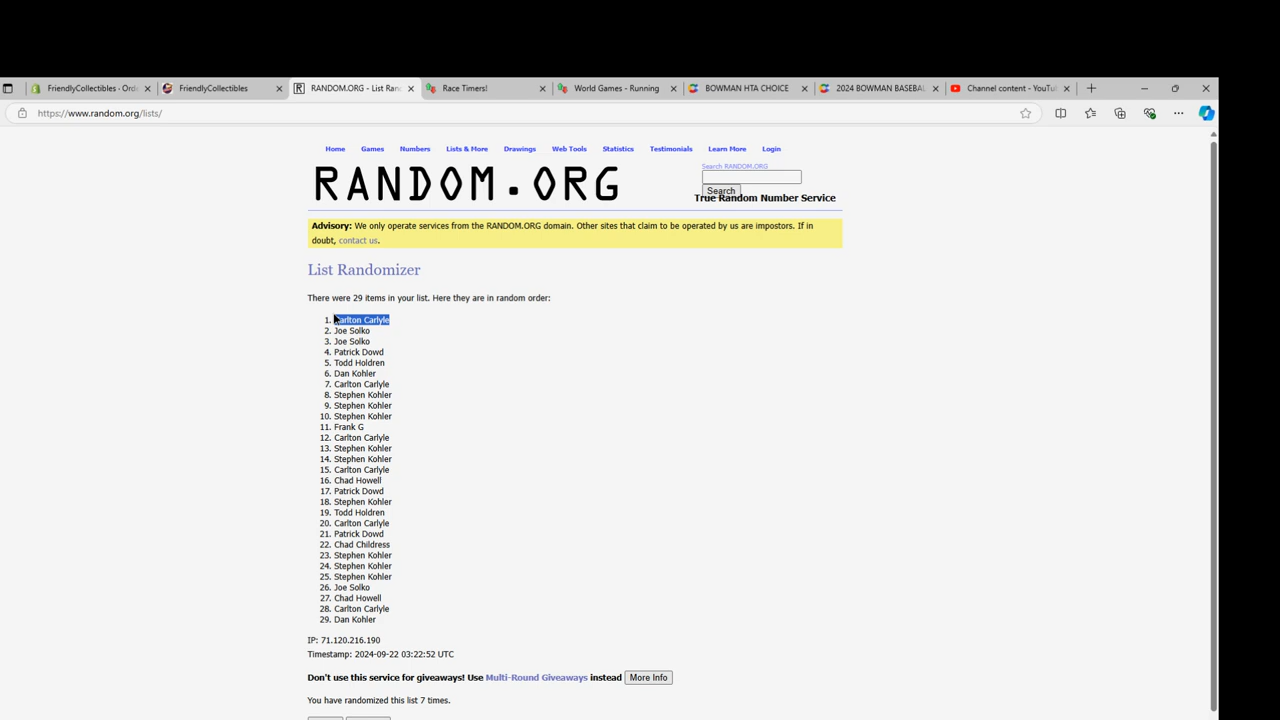 FriendlyCollectibles · Ord
FriendlyCollectibles
RANDOM.ORG - List Ran
Race Timers!
World Games - Running
BOWMAN HTA CHOICE
2024 BOWMAN BASEBAL
Channel content - YouTu
https://www.random.org/lists/
Home Games Numbers Lists & More Drawings Web Tools Statistics Testimonials Learn More Login
RANDOM.ORG
Search RANDOM.ORG
Search
True Random Number Service
Advisory: We only operate services from the RANDOM.ORG domain. Other sites that claim to be operated by us are impostors. If in
doubt, contact us.
List Randomizer
There were 29 items in your list. Here they are in random order:
1. Carlton Carlyle
2. Joe Solko
3. Joe Solko
4. Patrick Dowd
5. Todd Holdren
6. Dan Kohler
7. Carlton Carlyle
8. Stephen Kohler
9. Stephen Kohler
10. Stephen Kohler
11. Frank G
12. Carlton Carlyle
13. Stephen Kohler
14. Stephen Kohler
15. Carlton Carlyle
16. Chad Howell
17. Patrick Dowd
18. Stephen Kohler
19. Todd Holdren
20. Carlton Carlyle
21. Patrick Dowd
22. Chad Childress
23. Stephen Kohler
24. Stephen Kohler
25. Stephen Kohler
26. Joe Solko
27. Chad Howell
28. Carlton Carlyle
29. Dan Kohler
IP: 71.120.216.190
Timestamp: 2024-09-22 03:22:52 UTC
Don't use this service for giveaways! Use Multi-Round Giveaways instead More Info
You have randomized this list 7 times.